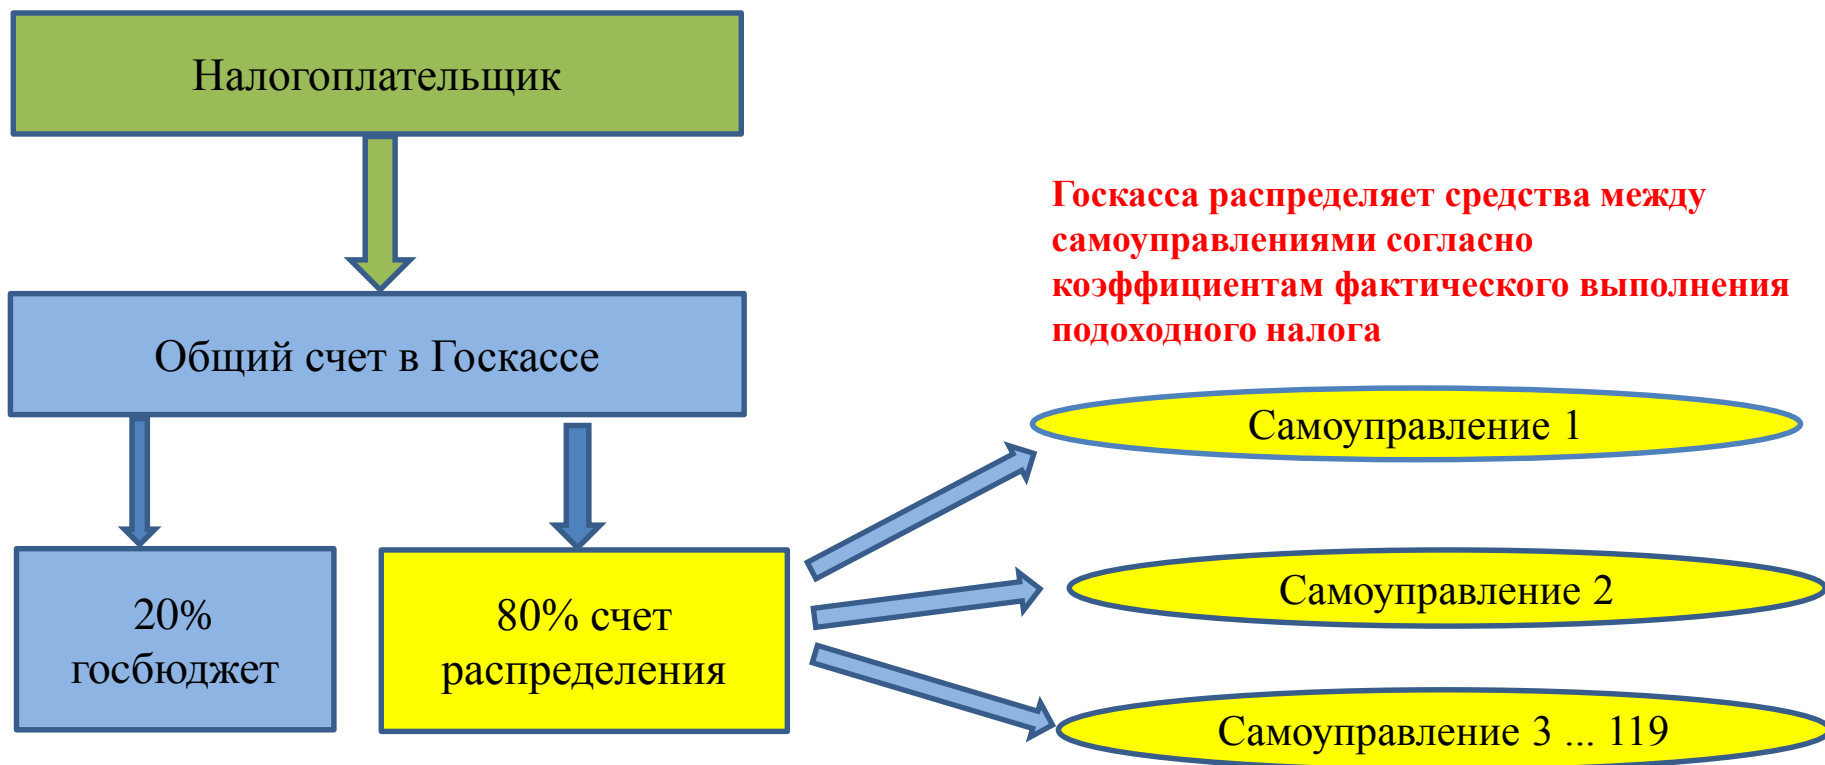 Налогоплательщик
Госкасса распределяет средства между
самоуправлениями согласно
коэффициентам фактического выполнения
подоходного налога
Общий счет в Госкассе
Самоуправление 1
20%
госбюджет
80% счет
распределения
Самоуправление 2
Самоуправление 3 ... 119